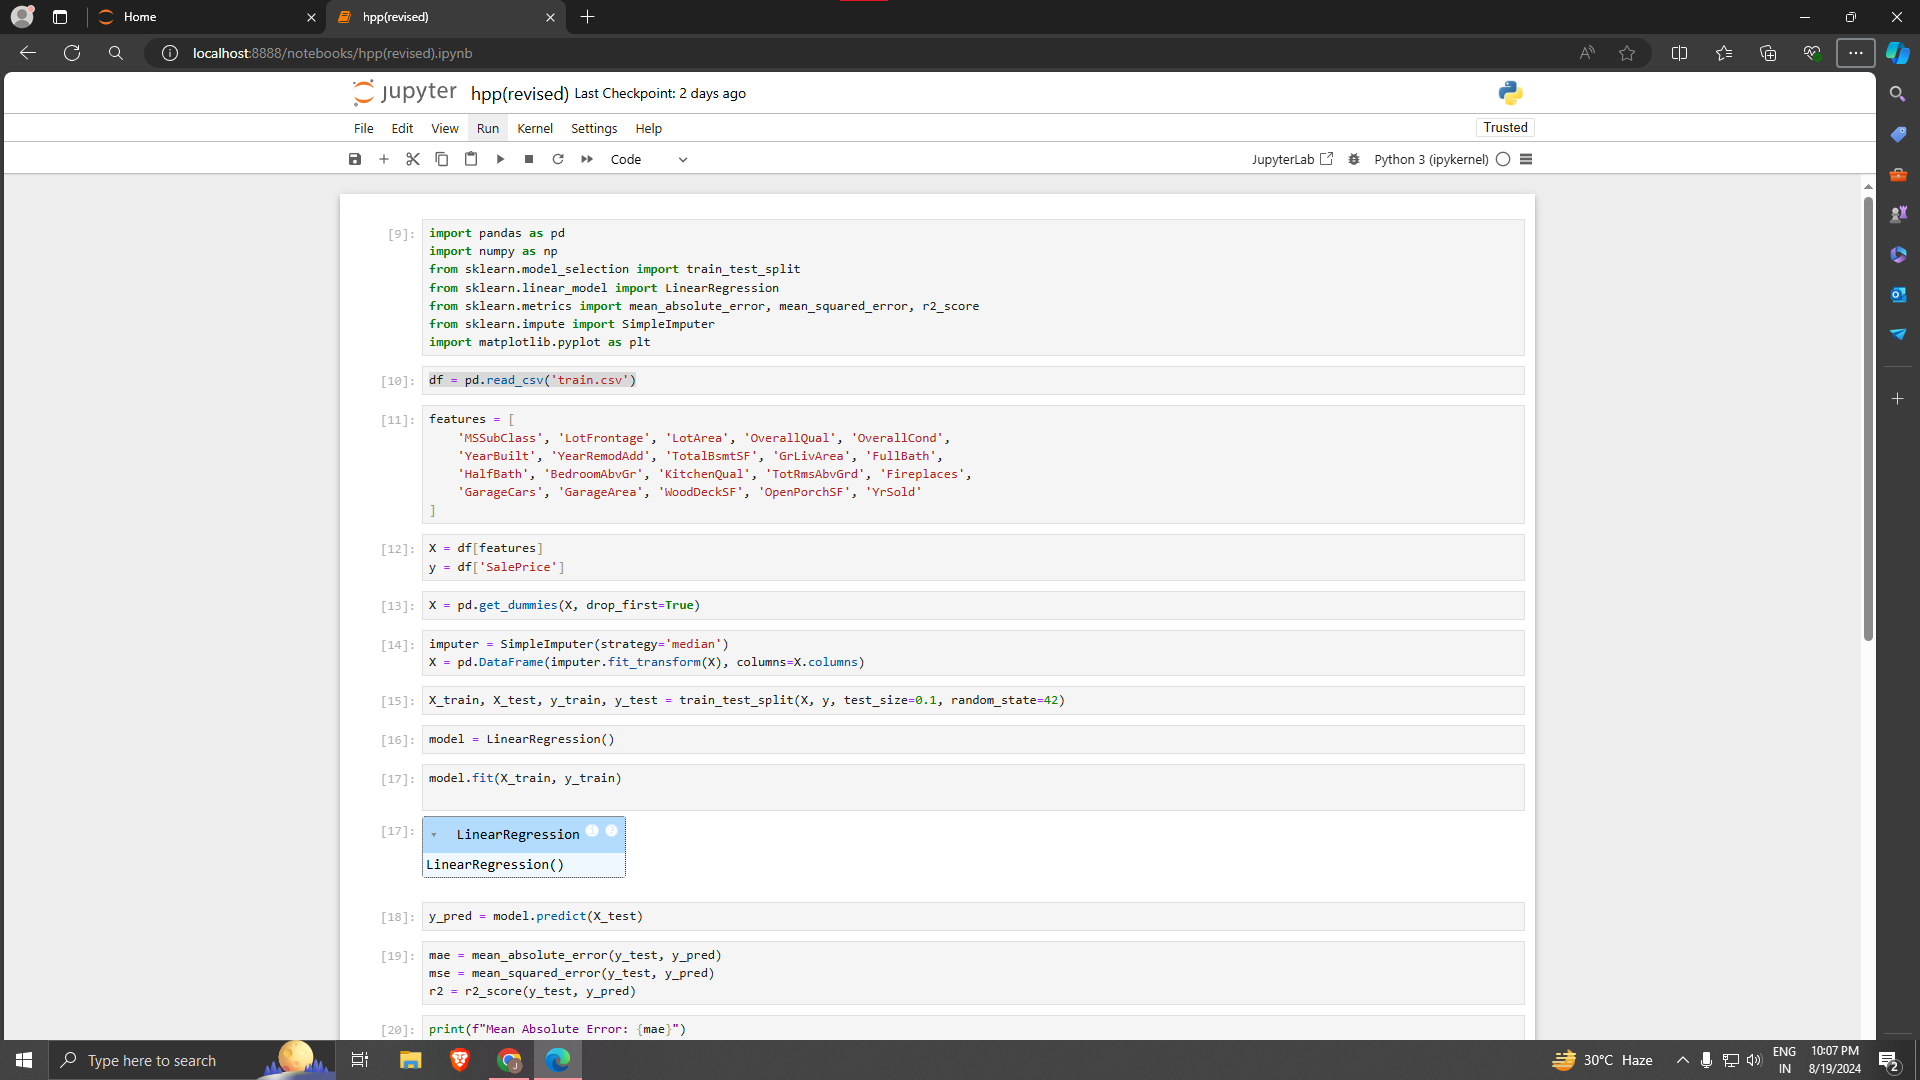 Home
hpp(revised)
localhost:8888/notebooks/hpp(revised).ipynb
jupyter hpp(revised) Last Checkpoint: 2 days ago
File Edit View Run Kernel Settings Help
Trusted
Code
JupyterLab
Python 3 (ipykernel)
[9]:
import pandas as pd
import numpy as np
from sklearn.model_selection import train_test_split
from sklearn.linear_model import LinearRegression
from sklearn.metrics import mean_absolute_error, mean_squared_error, r2_score
from sklearn.impute import SimpleImputer
import matplotlib.pyplot as plt
[10]:
df = pd.read_csv('train.csv')
[11]:
features = [
'MSSubClass', 'LotFrontage', 'LotArea', 'OverallQual', 'OverallCond',
'YearBuilt', 'YearRemodAdd', 'TotalBsmtSF', 'GrLivArea', 'FullBath',
'HalfBath', 'BedroomAbvGr', 'KitchenQual', 'TotRmsAbvGrd', 'Fireplaces',
'GarageCars', 'GarageArea', 'WoodDeckSF', 'OpenPorchSF', 'YrSold'
]
[12]:
X = df[features]
y = df['SalePrice']
[13]:
X = pd.get_dummies(X, drop_first=True)
[14]:
imputer = SimpleImputer(strategy='median')
X = pd.DataFrame(imputer.fit_transform(X), columns=X.columns)
[15]:
X_train, X_test, y_train, y_test = train_test_split(X, y, test_size=0.1, random_state=42)
[16]:
model = LinearRegression()
[17]:
model.fit(X_train, y_train)
[17]:
LinearRegression
LinearRegression()
[18]:
y_pred = model.predict(X_test)
[19]:
mae = mean_absolute_error(y_test, y_pred)
mse = mean_squared_error(y_test, y_pred)
r2 = r2_score(y_test, y_pred)
[20]:
print(f"Mean Absolute Error: {mae}")
Type here to search
30°C Haze
ENG
IN
10:07 PM
8/19/2024
2